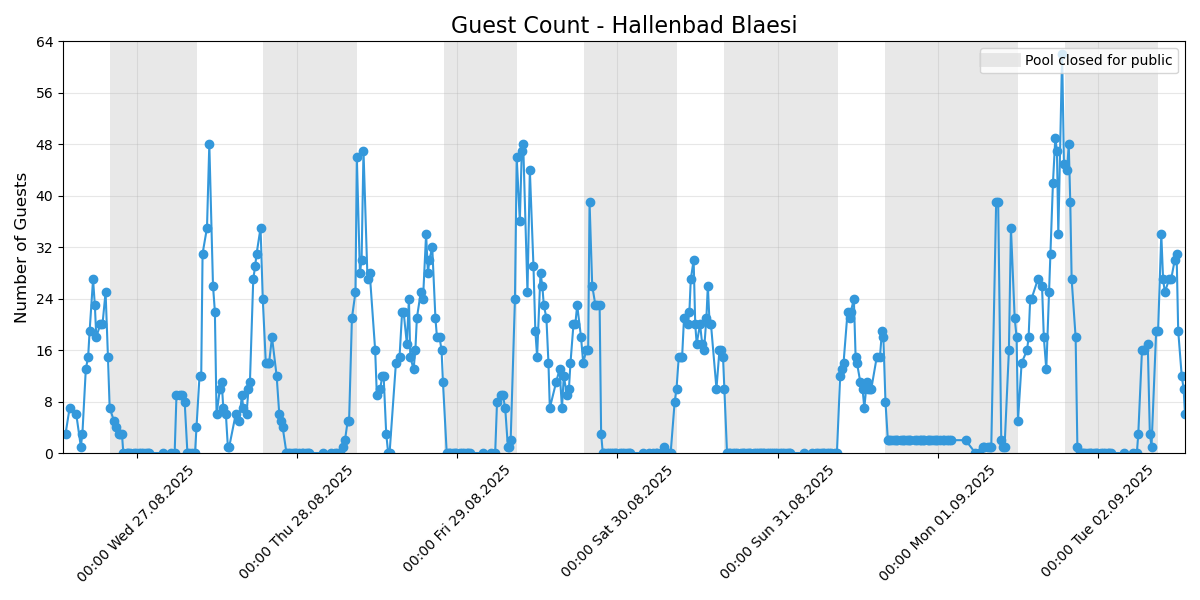 Guest Count - Hallenbad Blaesi
Pool closed for public
Number of Guests
64
56
48
40
32
24
16
8
0
00:00 Wed 27.08.2025
00:00 Thu 28.08.2025
00:00 Fri 29.08.2025
00:00 Sat 30.08.2025
00:00 Sun 31.08.2025
00:00 Mon 01.09.2025
00:00 Tue 02.09.2025